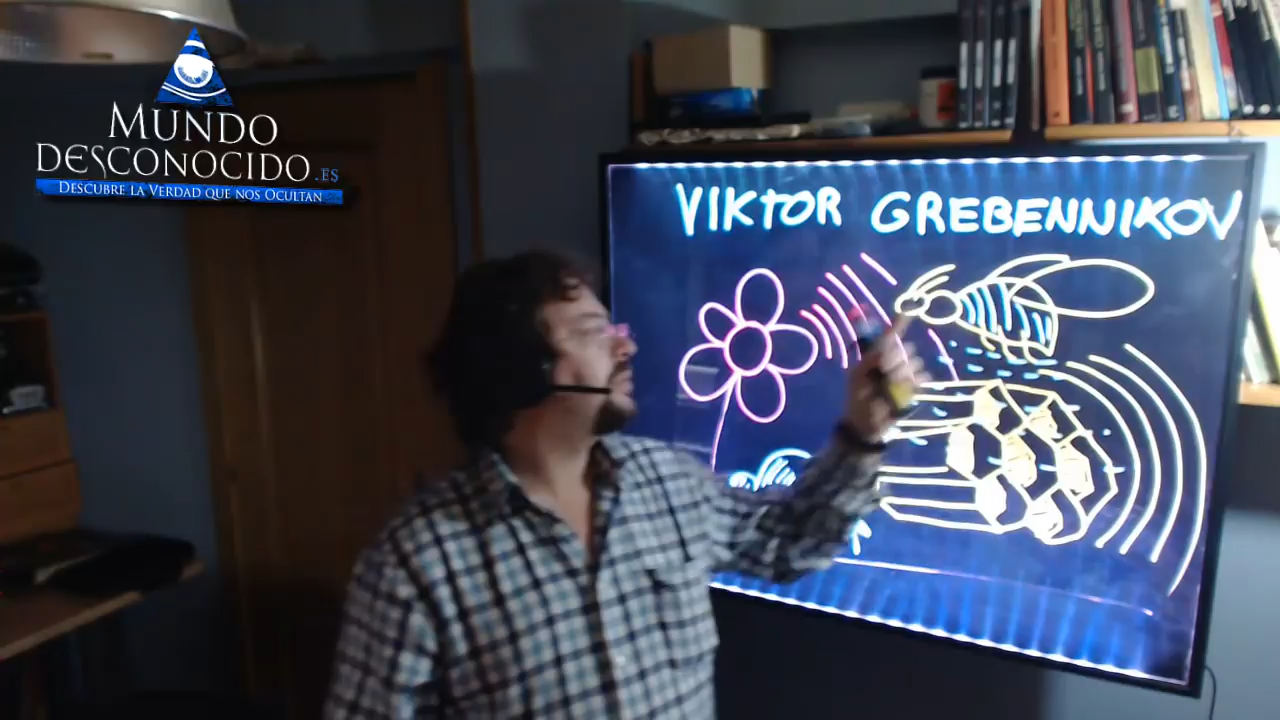 MUNDO
DESCONOCIDO.ES
DESCUBRE LA VERDAD QUE NOS OCULTAN
VIKTOR GREBENNIKOV